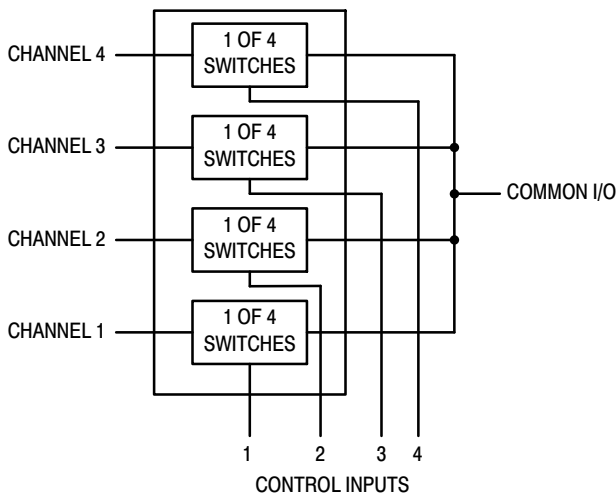 CHANNEL 4
1 OF 4
SWITCHES
CHANNEL 3
1 OF 4
SWITCHES
COMMON I/O
CHANNEL 2
1 OF 4
SWITCHES
CHANNEL 1
1 OF 4
SWITCHES
1 2 3 4
CONTROL INPUTS